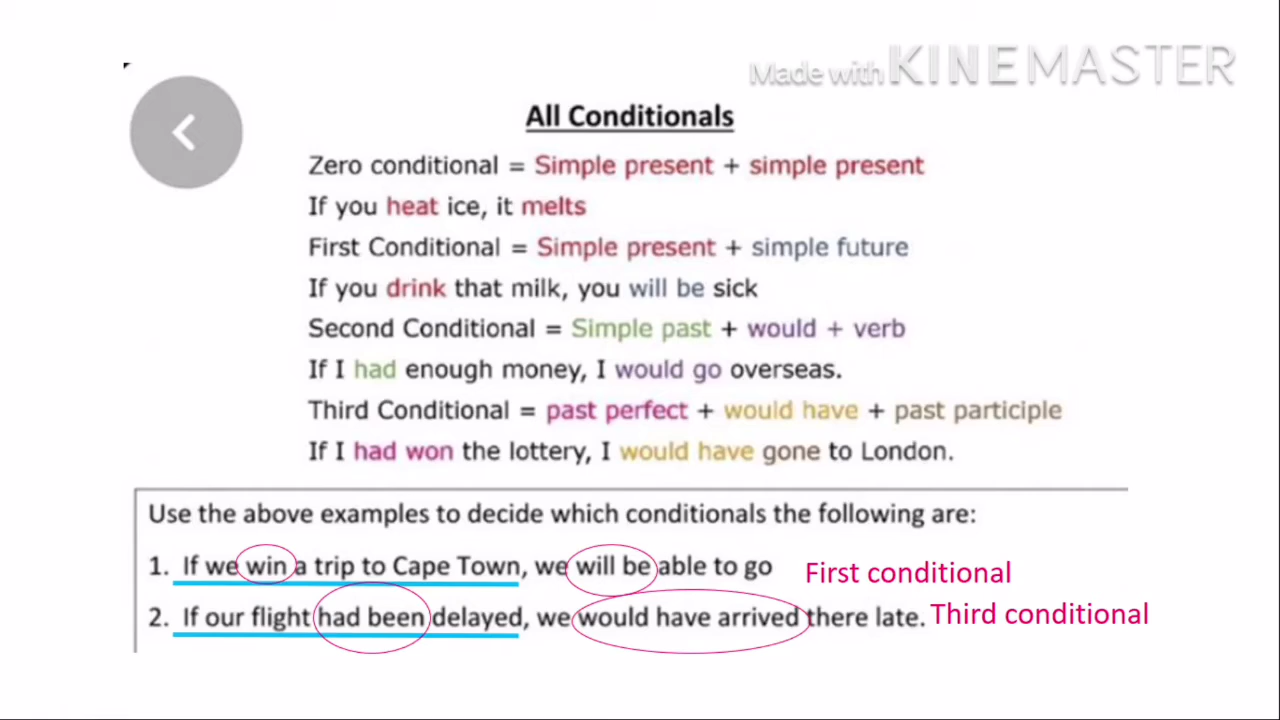 Made with KINEMASTER
All Conditionals
Zero conditional = Simple present + simple present
If you heat ice, it melts
First Conditional = Simple present + simple future
If you drink that milk, you will be sick
Second Conditional = Simple past + would + verb
If I had enough money, I would go overseas.
Third Conditional = past perfect + would have + past participle
If I had won the lottery, I would have gone to London.
Use the above examples to decide which conditionals the following are:
1. If we win a trip to Cape Town, we will be able to go First conditional
2. If our flight had been delayed, we would have arrived there late. Third conditional